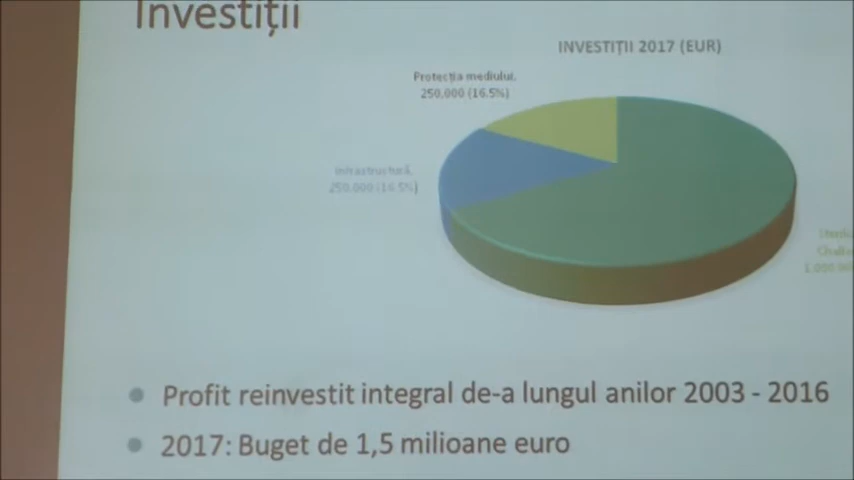 Investiții
INVESTIȚII 2017 (EUR)
Protecția mediului,
250,000 (16.5%)
Infrastructură,
250,000 (16.5%)
Profit reinvestit integral de-a lungul anilor 2003 - 2016
2017: Buget de 1,5 milioane euro